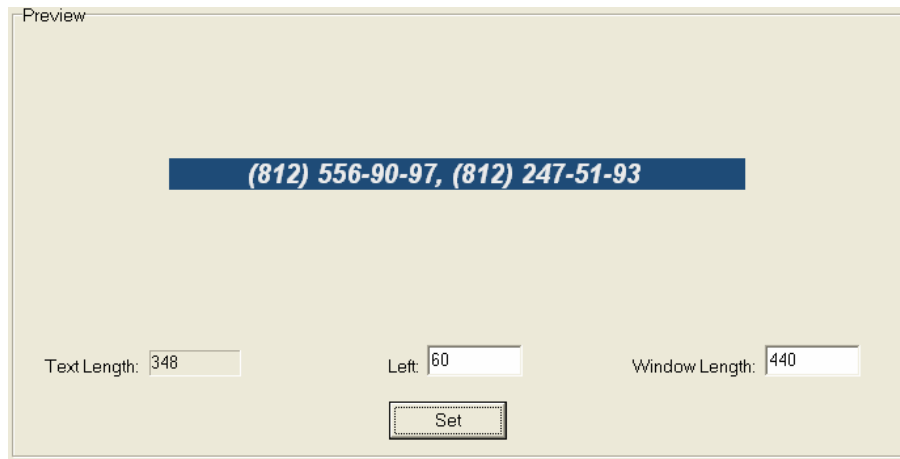 Preview
(812) 556-90-97, (812) 247-51-93
Text Length: 348 Left: 60 Window Length: 440
Set